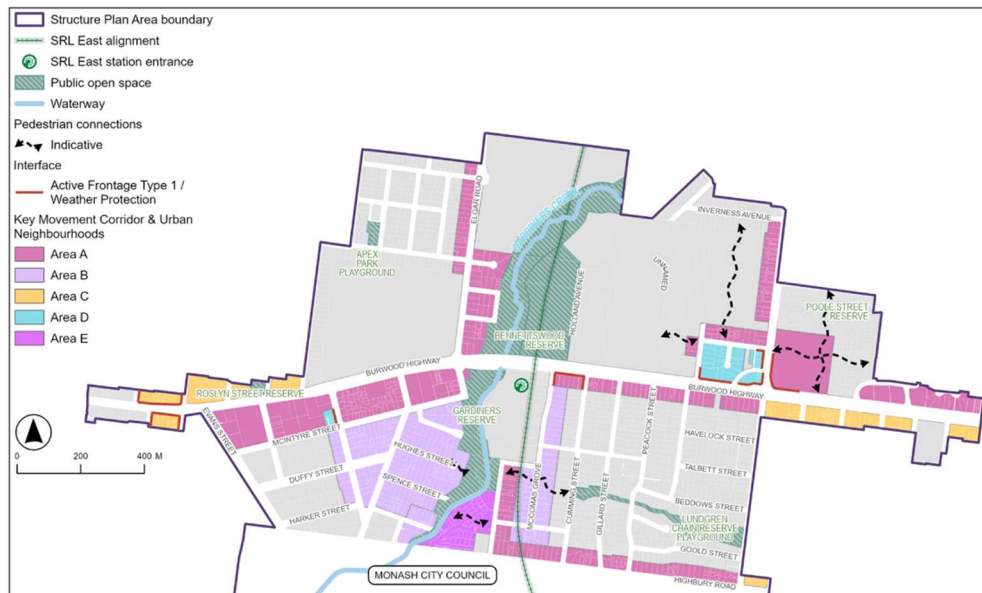 Structure Plan Area boundary
SRL East alignment
SRL East station entrance
Public open space
Waterway
Pedestrian connections
Indicative
Interface
Active Frontage Type 1 /
Weather Protection
Key Movement Corridor & Urban
Neighbourhoods
Area A
Area B
Area C
Area D
Area E
0 200 400 M
ELGAR ROAD
GARDINERS CREEK
INVERNESS AVENUE
APEX
PARK
PLAYGROUND
UNNAMED
HOLLAND AVENUE
POOLE STREET
RESERVE
BENNETTSWOOD
RESERVE
BURWOOD HIGHWAY
BURWOOD HIGHWAY
ROSLYN STREET RESERVE
EVANS STREET
MCINTYRE STREET
GARDINERS
RESERVE
PEACOCK STREET
HAVELOCK STREET
HUGHES STREET
DUFFY STREET
SPENCE STREET
TALBETT STREET
HARKER STREET
MCCOMAS GROVE
CUMMING STREET
GILLARD STREET
BEDDOWS STREET
LUNDGREN
CHAIN RESERVE
PLAYGROUND
GOOLD STREET
HIGHBURY ROAD
MONASH CITY COUNCIL